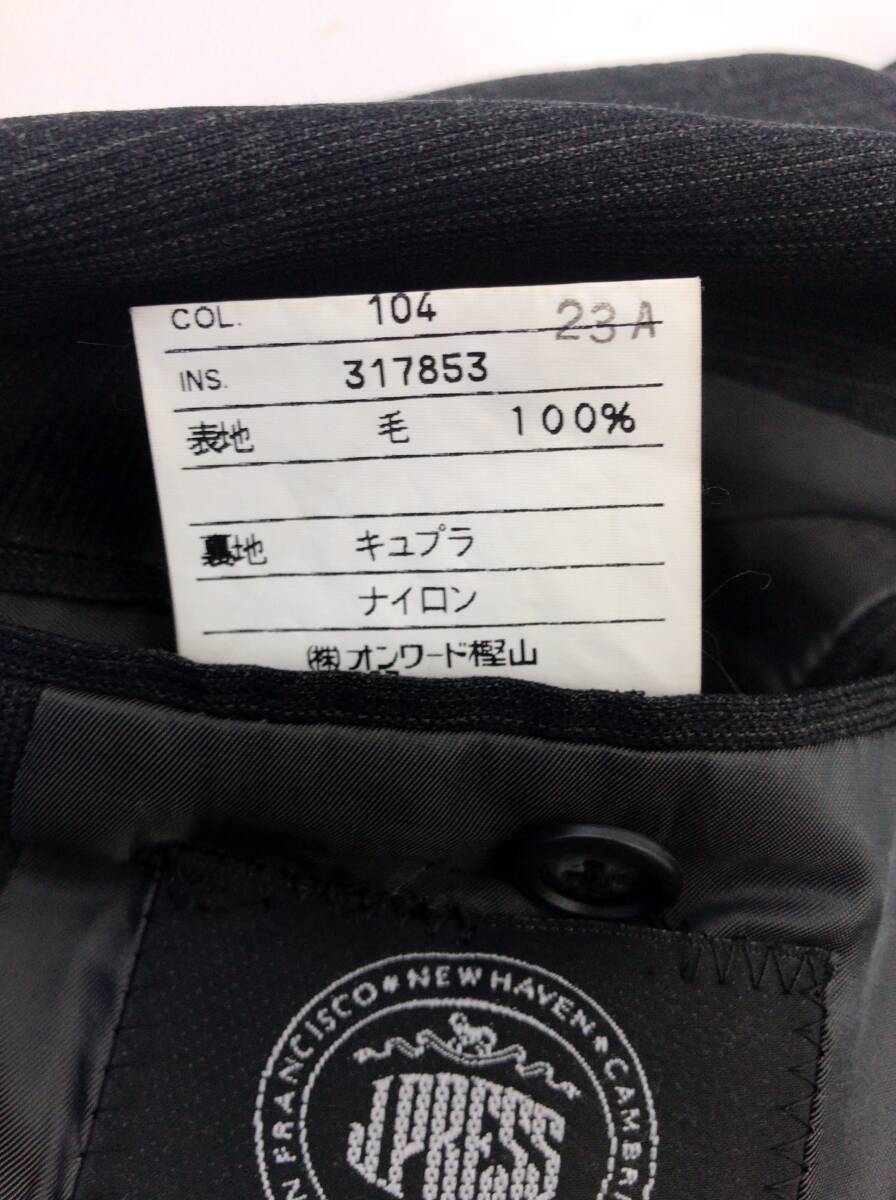 COL. 104 23A
INS. 317853
表地 毛 100%
裏地 キュプラ
ナイロン
(株)オンワード樫山
FRANCISCO NEW HAVEN CAMBR
J.PRESS